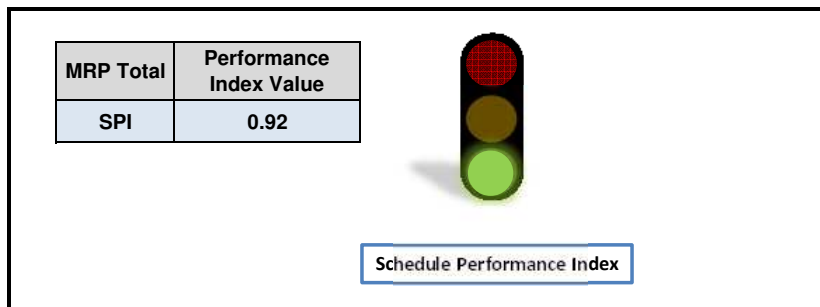 MRP Total
Performance
Index Value
SPI
0.92
Schedule Performance Index